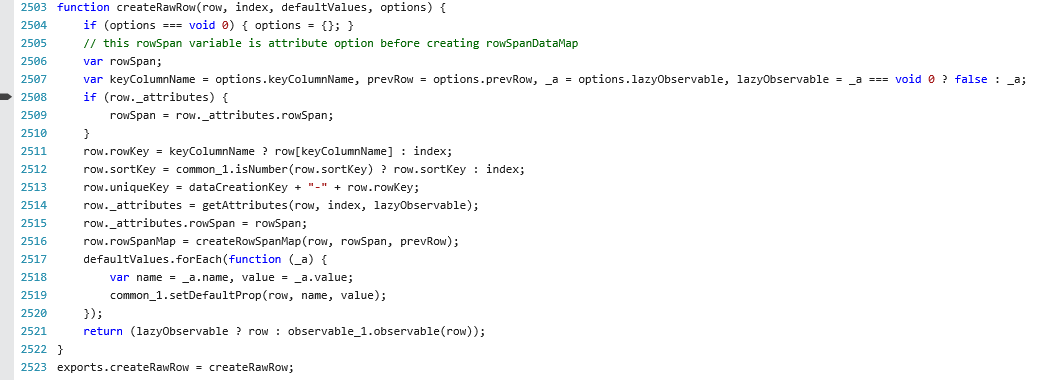 2503 function createRawRow(row, index, defaultValues, options) {
2504     if (options === void 0) { options = {}; }
2505     // this rowSpan variable is attribute option before creating rowSpanDataMap
2506     var rowSpan;
2507     var keyColumnName = options.keyColumnName, prevRow = options.prevRow, _a = options.lazyObservable, lazyObservable = _a === void 0 ? false : _a;
2508     if (row._attributes) {
2509         rowSpan = row._attributes.rowSpan;
2510     }
2511     row.rowKey = keyColumnName ? row[keyColumnName] : index;
2512     row.sortKey = common_1.isNumber(row.sortKey) ? row.sortKey : index;
2513     row.uniqueKey = dataCreationKey + "-" + row.rowKey;
2514     row._attributes = getAttributes(row, index, lazyObservable);
2515     row._attributes.rowSpan = rowSpan;
2516     row.rowSpanMap = createRowSpanMap(row, rowSpan, prevRow);
2517     defaultValues.forEach(function (_a) {
2518         var name = _a.name, value = _a.value;
2519         common_1.setDefaultProp(row, name, value);
2520     });
2521     return (lazyObservable ? row : observable_1.observable(row));
2522 }
2523 exports.createRawRow = createRawRow;